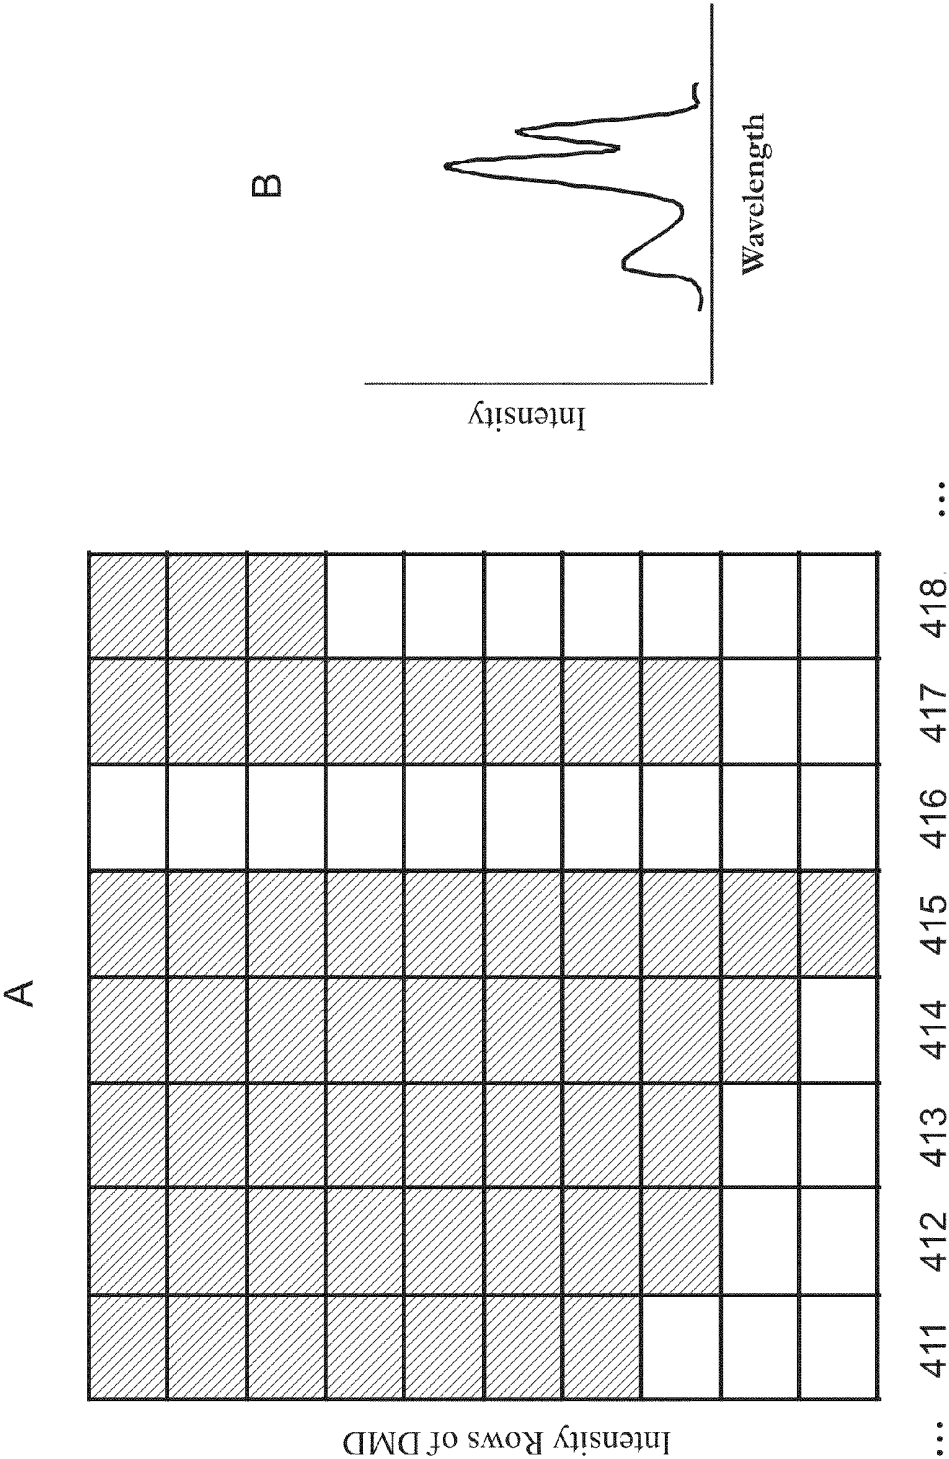 A
Intensity Rows of DMD
... 411 412 413 414 415 416 417 418 ...
B
Intensity
Wavelength